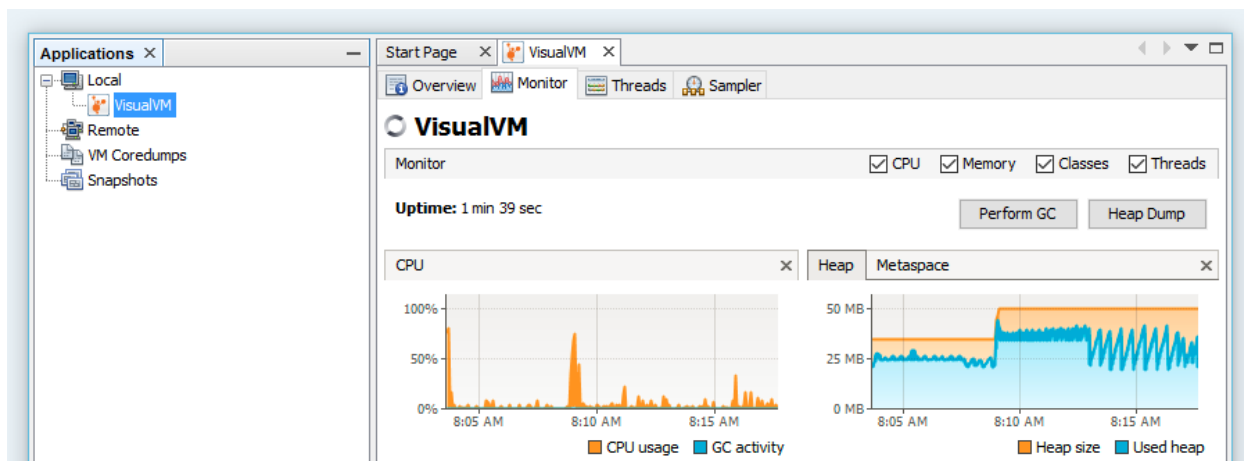 Applications
Start Page VisualVM
Local
VisualVM
Remote
VM Coredumps
Snapshots
Overview Monitor Threads Sampler
VisualVM
Monitor CPU Memory Classes Threads
Uptime: 1 min 39 sec Perform GC Heap Dump
CPU Heap Metaspace
100%
50%
0%
8:05 AM 8:10 AM 8:15 AM
CPU usage GC activity
50 MB
25 MB
0 MB
8:05 AM 8:10 AM 8:15 AM
Heap size Used heap